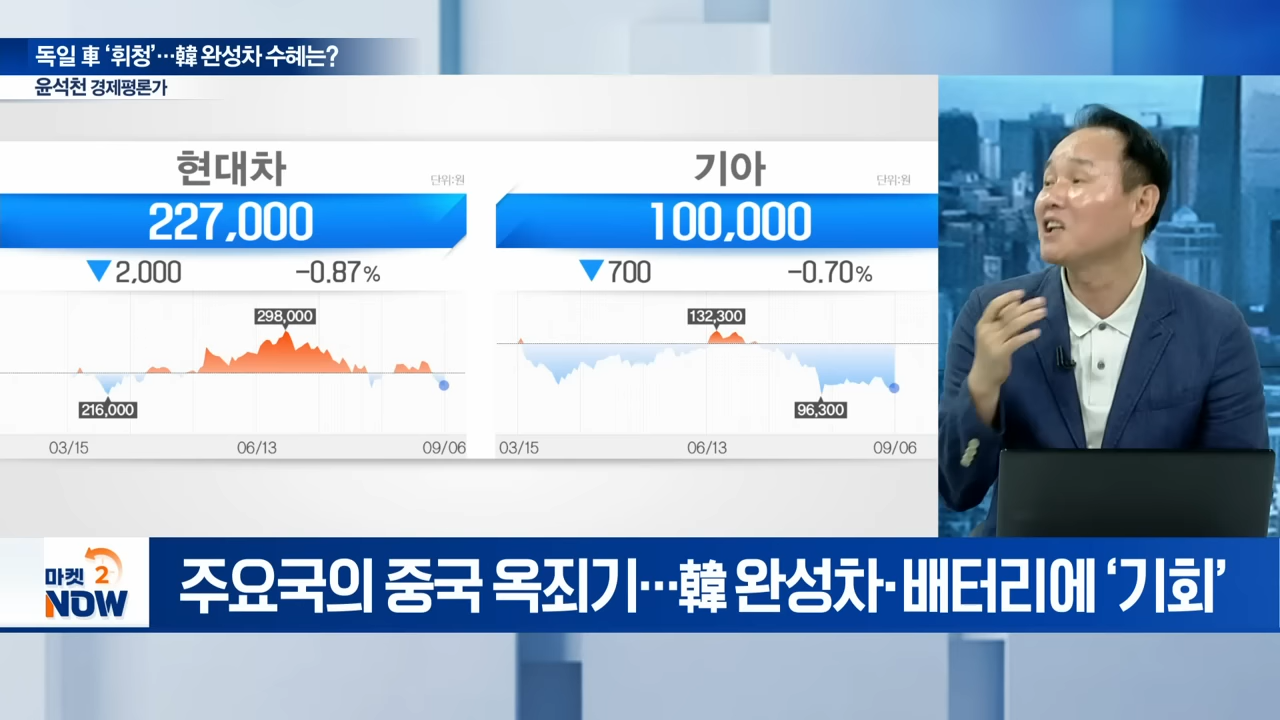 독일 車 ‘휘청’…韓 완성차 수혜는?
윤석천 경제평론가
현대차
단위:원
227,000
▼2,000 -0.87%
298,000
216,000
03/15 06/13 09/06
기아
단위:원
100,000
▼700 -0.70%
132,300
96,300
03/15 06/13 09/06
마켓 2
NOW
주요국의 중국 옥죄기…韓 완성차·배터리에 ‘기회’